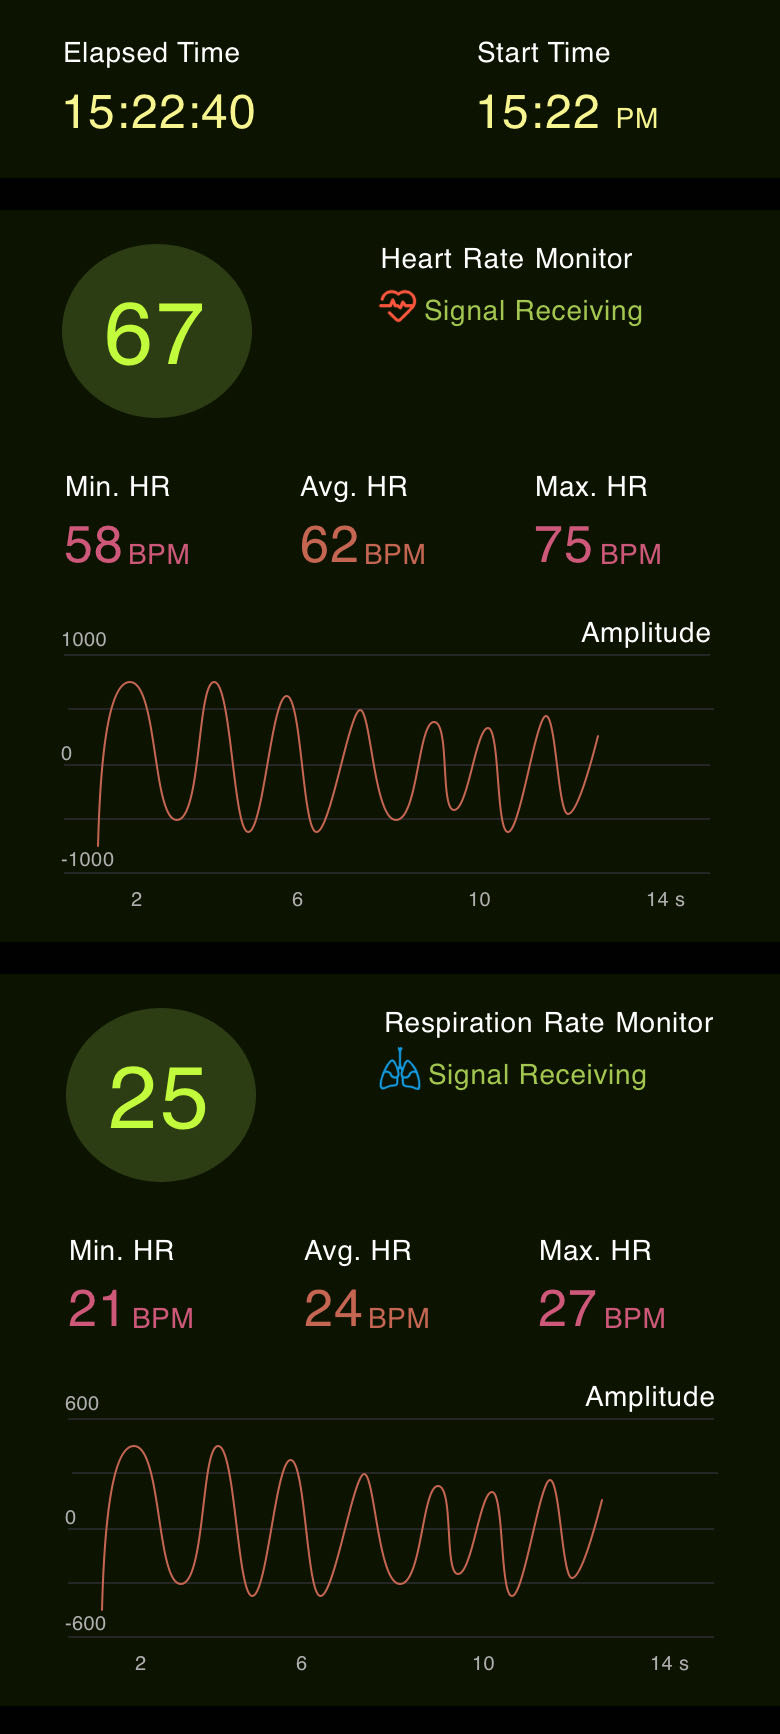 Elapsed Time
Start Time
15:22:40
15:22 PM
67
Heart Rate Monitor
Signal Receiving
Min. HR
Avg. HR
Max. HR
58 BPM
62 BPM
75 BPM
Amplitude
1000
0
-1000
2 6 10 14 s
25
Respiration Rate Monitor
Signal Receiving
Min. HR
Avg. HR
Max. HR
21 BPM
24 BPM
27 BPM
Amplitude
600
0
-600
2 6 10 14 s